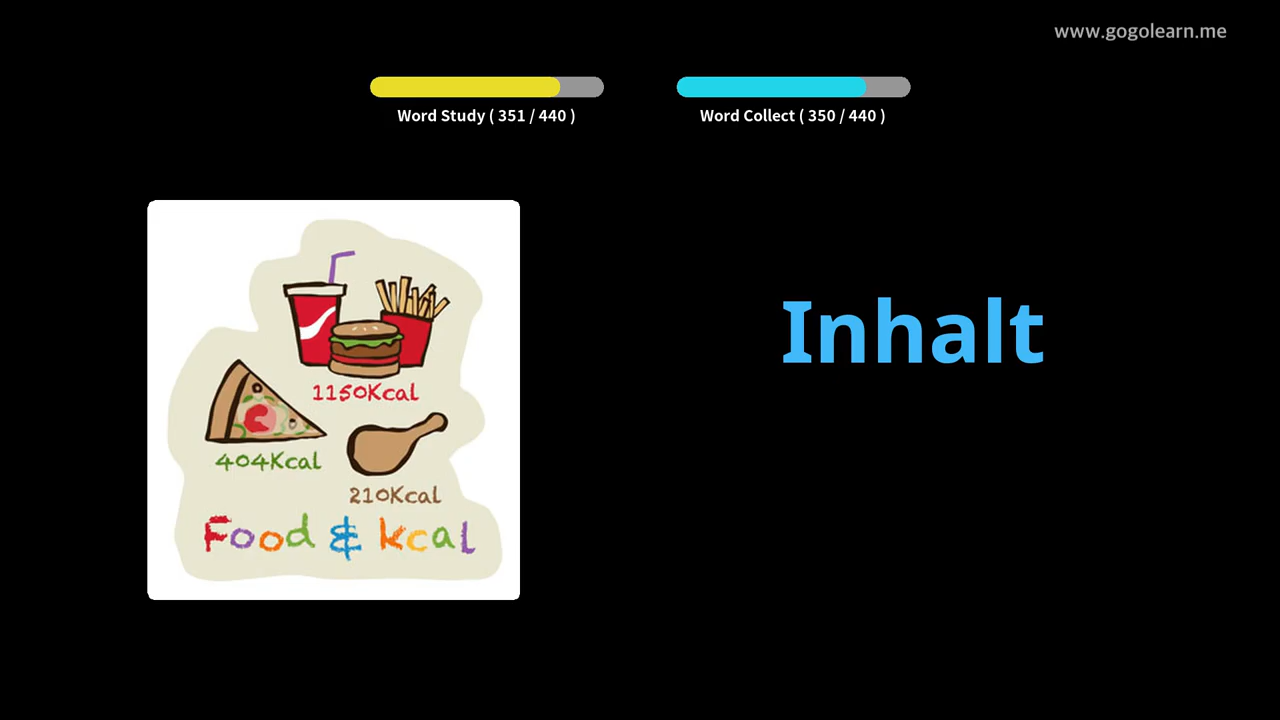 www.gogolearn.me
Word Study ( 351 / 440 )
Word Collect ( 350 / 440 )
Inhalt
1150Kcal
404Kcal
210Kcal
Food & kcal